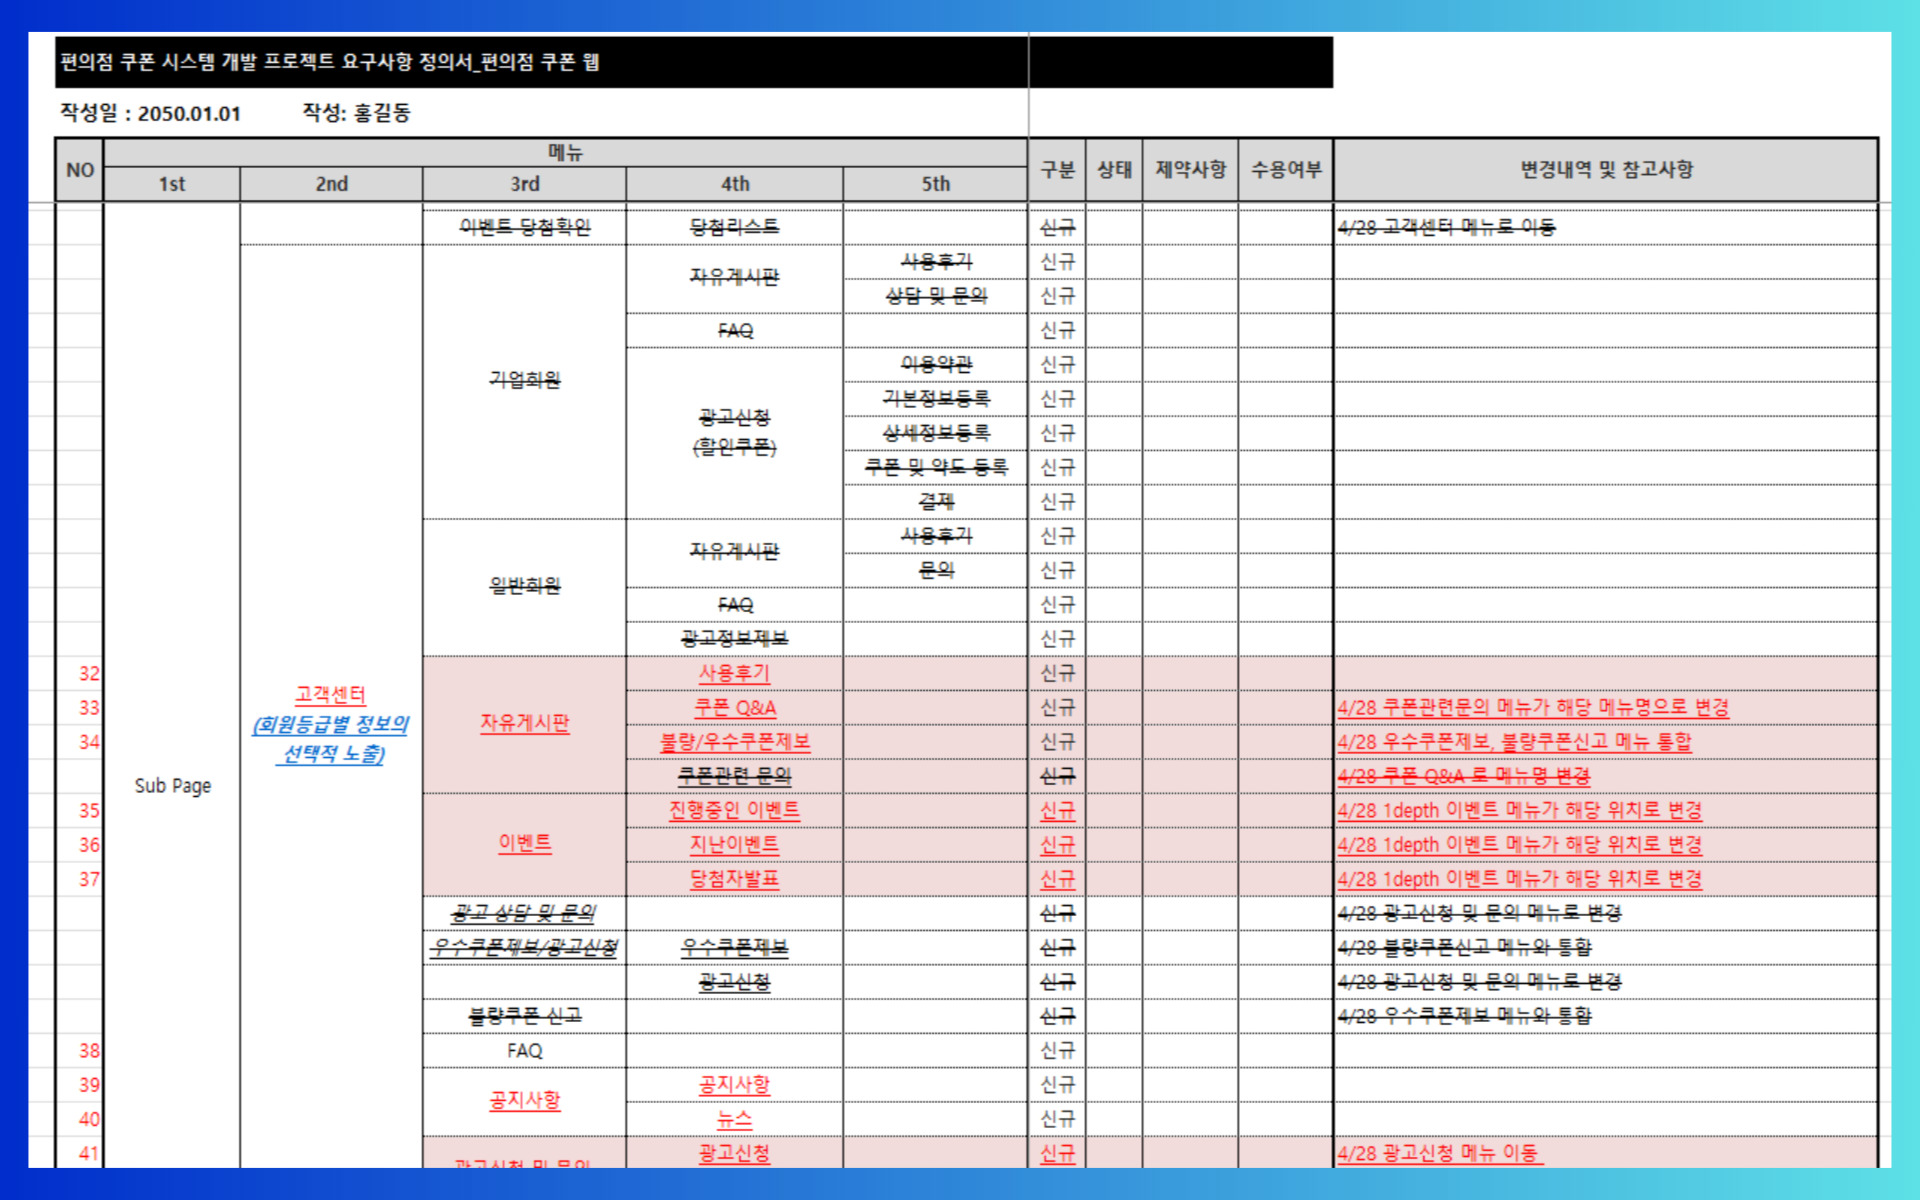 편의점 쿠폰 시스템 개발 프로젝트 요구사항 정의서_편의점 쿠폰 웹
작성일 : 2050.01.01 작성: 홍길동
NO 메뉴 구분 상태 제약사항 수용여부 변경내역 및 참고사항
1st 2nd 3rd 4th 5th
이벤트 당첨확인 당첨리스트 신규 4/28 고객센터 메뉴로 이동
기업회원 자유게시판 사용후기 신규
상담 및 문의 신규
FAQ 신규
광고신청
(할인쿠폰)
이용약관 신규
기본정보등록 신규
상세정보등록 신규
쿠폰 및 약도 등록 신규
결제 신규
일반회원 자유게시판 사용후기 신규
문의 신규
FAQ 신규
광고정보제보 신규
Sub Page
고객센터
(회원등급별 정보의
선택적 노출)
32 자유게시판 사용후기 신규
33 쿠폰 Q&A 신규 4/28 쿠폰관련문의 메뉴가 해당 메뉴명으로 변경
34 불량/우수쿠폰제보 신규 4/28 우수쿠폰제보, 불량쿠폰신고 메뉴 통합
쿠폰관련 문의 신규 4/28 쿠폰 Q&A 로 메뉴명 변경
35 이벤트 진행중인 이벤트 신규 4/28 1depth 이벤트 메뉴가 해당 위치로 변경
36 지난이벤트 신규 4/28 1depth 이벤트 메뉴가 해당 위치로 변경
37 당첨자발표 신규 4/28 1depth 이벤트 메뉴가 해당 위치로 변경
광고 상담 및 문의 신규 4/28 광고신청 및 문의 메뉴로 변경
우수쿠폰제보/광고신청 우수쿠폰제보 신규 4/28 불량쿠폰신고 메뉴와 통합
광고신청 신규 4/28 광고신청 및 문의 메뉴로 변경
불량쿠폰 신고 신규 4/28 우수쿠폰제보 메뉴와 통합
38 FAQ 신규
39 공지사항 공지사항 신규
40 뉴스 신규
41 광고신청 및 문의 광고신청 신규 4/28 광고신청 메뉴 이동